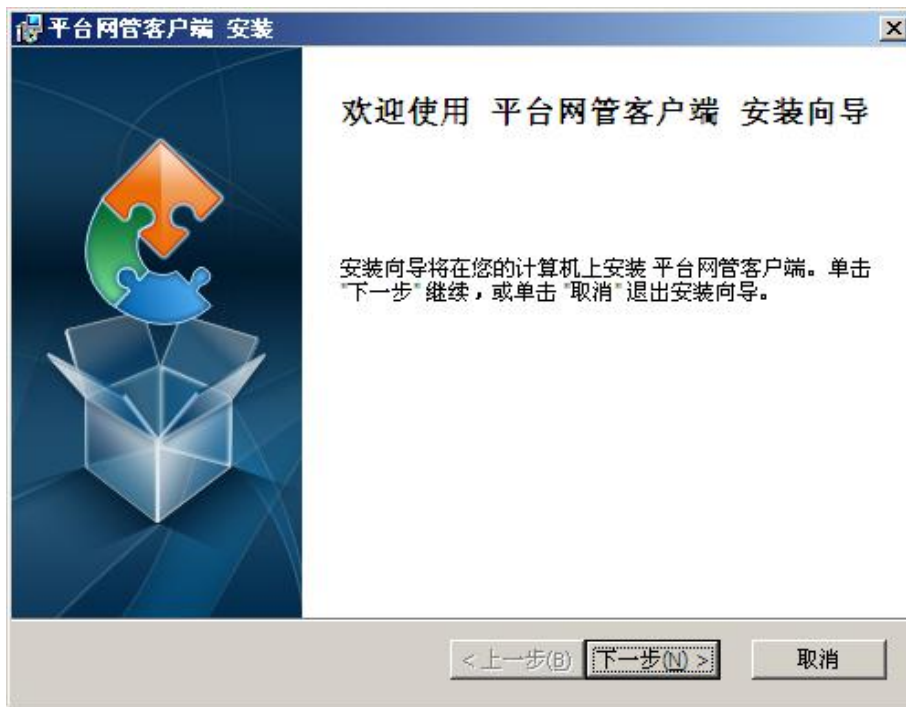 平台网管客户端 安装
欢迎使用 平台网管客户端 安装向导
安装向导将在您的计算机上安装 平台网管客户端。单击
"下一步" 继续，或单击 "取消" 退出安装向导。
< 上一步(B)
下一步(N) >
取消